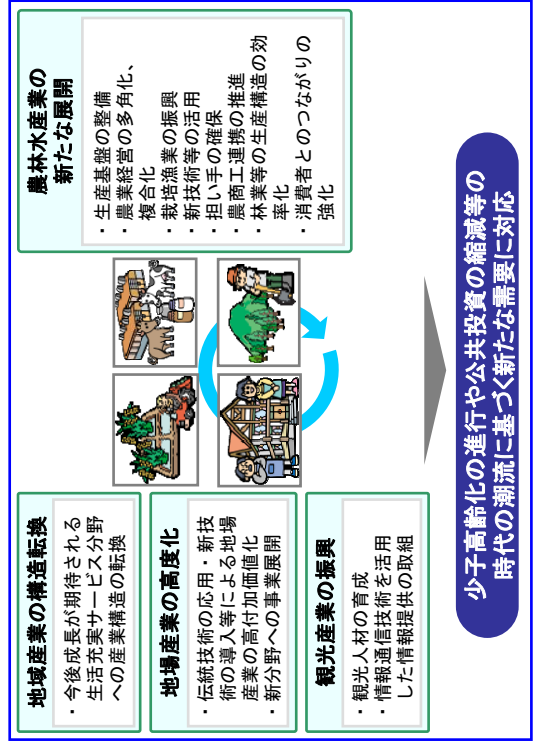 地域産業の構造転換
・今後成長が期待される
生活充実サービス分野
への産業構造の転換
地場産業の高度化
・伝統技術の応用・新技
術の導入等による地場
産業の高付加価値化
・新分野への事業展開
観光産業の振興
・観光人材の育成
・情報通信技術を活用
した情報提供の取組
農林水産業の
新たな展開
・生産基盤の整備
・農業経営の多角化、
複合化
・栽培漁業の振興
・新技術等の活用
・担い手の確保
・農商工連携の推進
・林業等の生産構造の効
率化
・消費者とのつながりの
強化
少子高齢化の進行や公共投資の縮減等の
時代の潮流に基づく新たな需要に対応